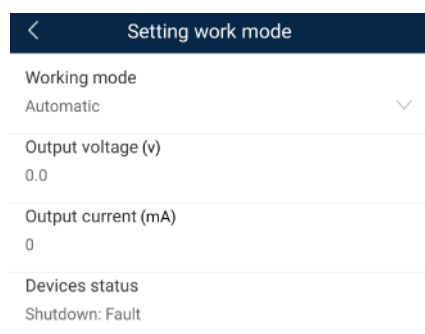 Setting work mode
Working mode
Automatic
Output voltage (v)
0.0
Output current (mA)
0
Devices status
Shutdown: Fault